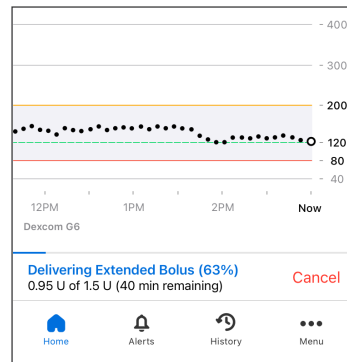 400
300
200
120
80
40
12PM 1PM 2PM Now
Dexcom G6
Delivering Extended Bolus (63%)
0.95 U of 1.5 U (40 min remaining)
Cancel
Home Alerts History Menu